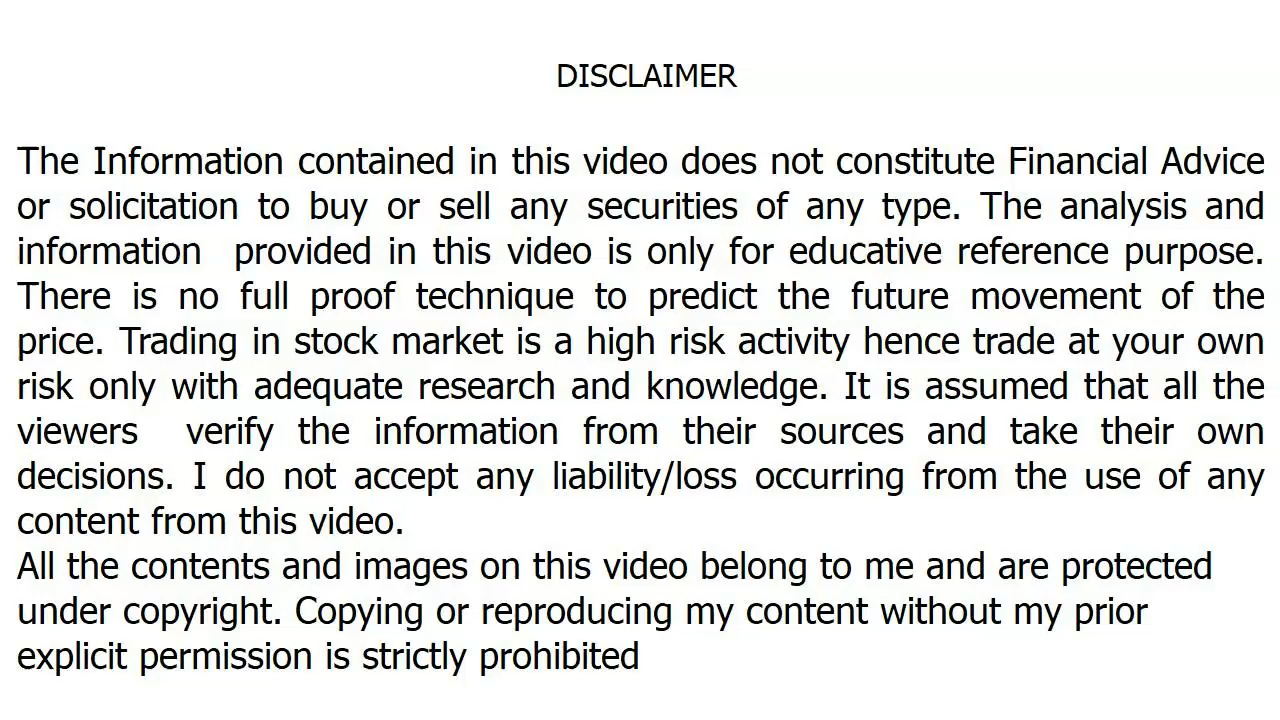 DISCLAIMER
The Information contained in this video does not constitute Financial Advice
or solicitation to buy or sell any securities of any type. The analysis and
information provided in this video is only for educative reference purpose.
There is no full proof technique to predict the future movement of the
price. Trading in stock market is a high risk activity hence trade at your own
risk only with adequate research and knowledge. It is assumed that all the
viewers verify the information from their sources and take their own
decisions. I do not accept any liability/loss occurring from the use of any
content from this video.
All the contents and images on this video belong to me and are protected
under copyright. Copying or reproducing my content without my prior
explicit permission is strictly prohibited